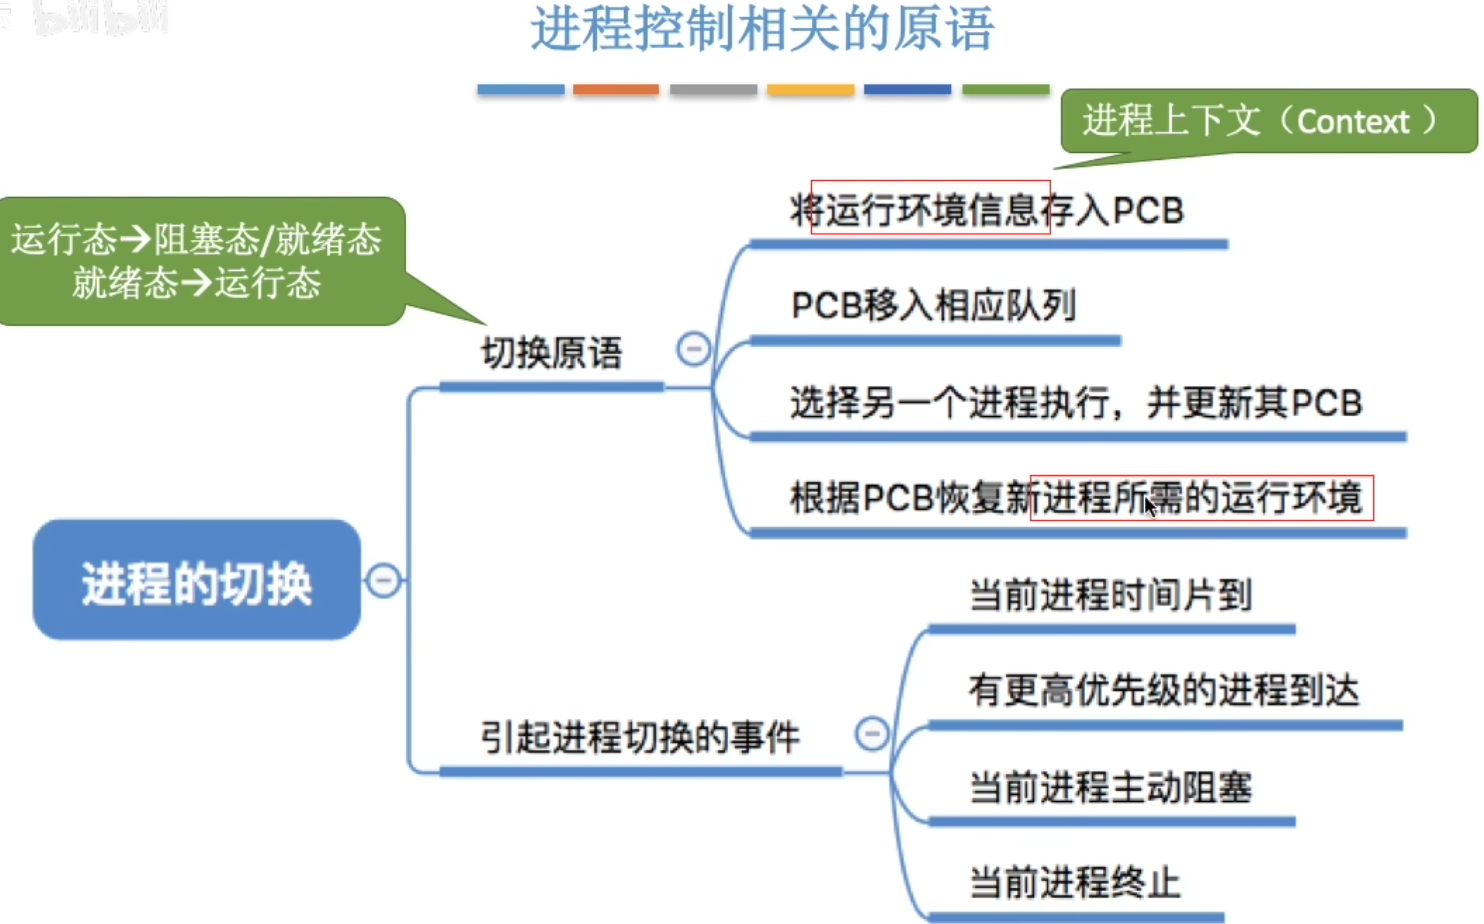 bilibili
进程控制相关的原语
进程上下文（Context ）
将运行环境信息存入PCB
运行态→阻塞态/就绪态
就绪态→运行态
PCB移入相应队列
切换原语
选择另一个进程执行，并更新其PCB
根据PCB恢复新进程所需的运行环境
进程的切换
当前进程时间片到
有更高优先级的进程到达
引起进程切换的事件
当前进程主动阻塞
当前进程终止